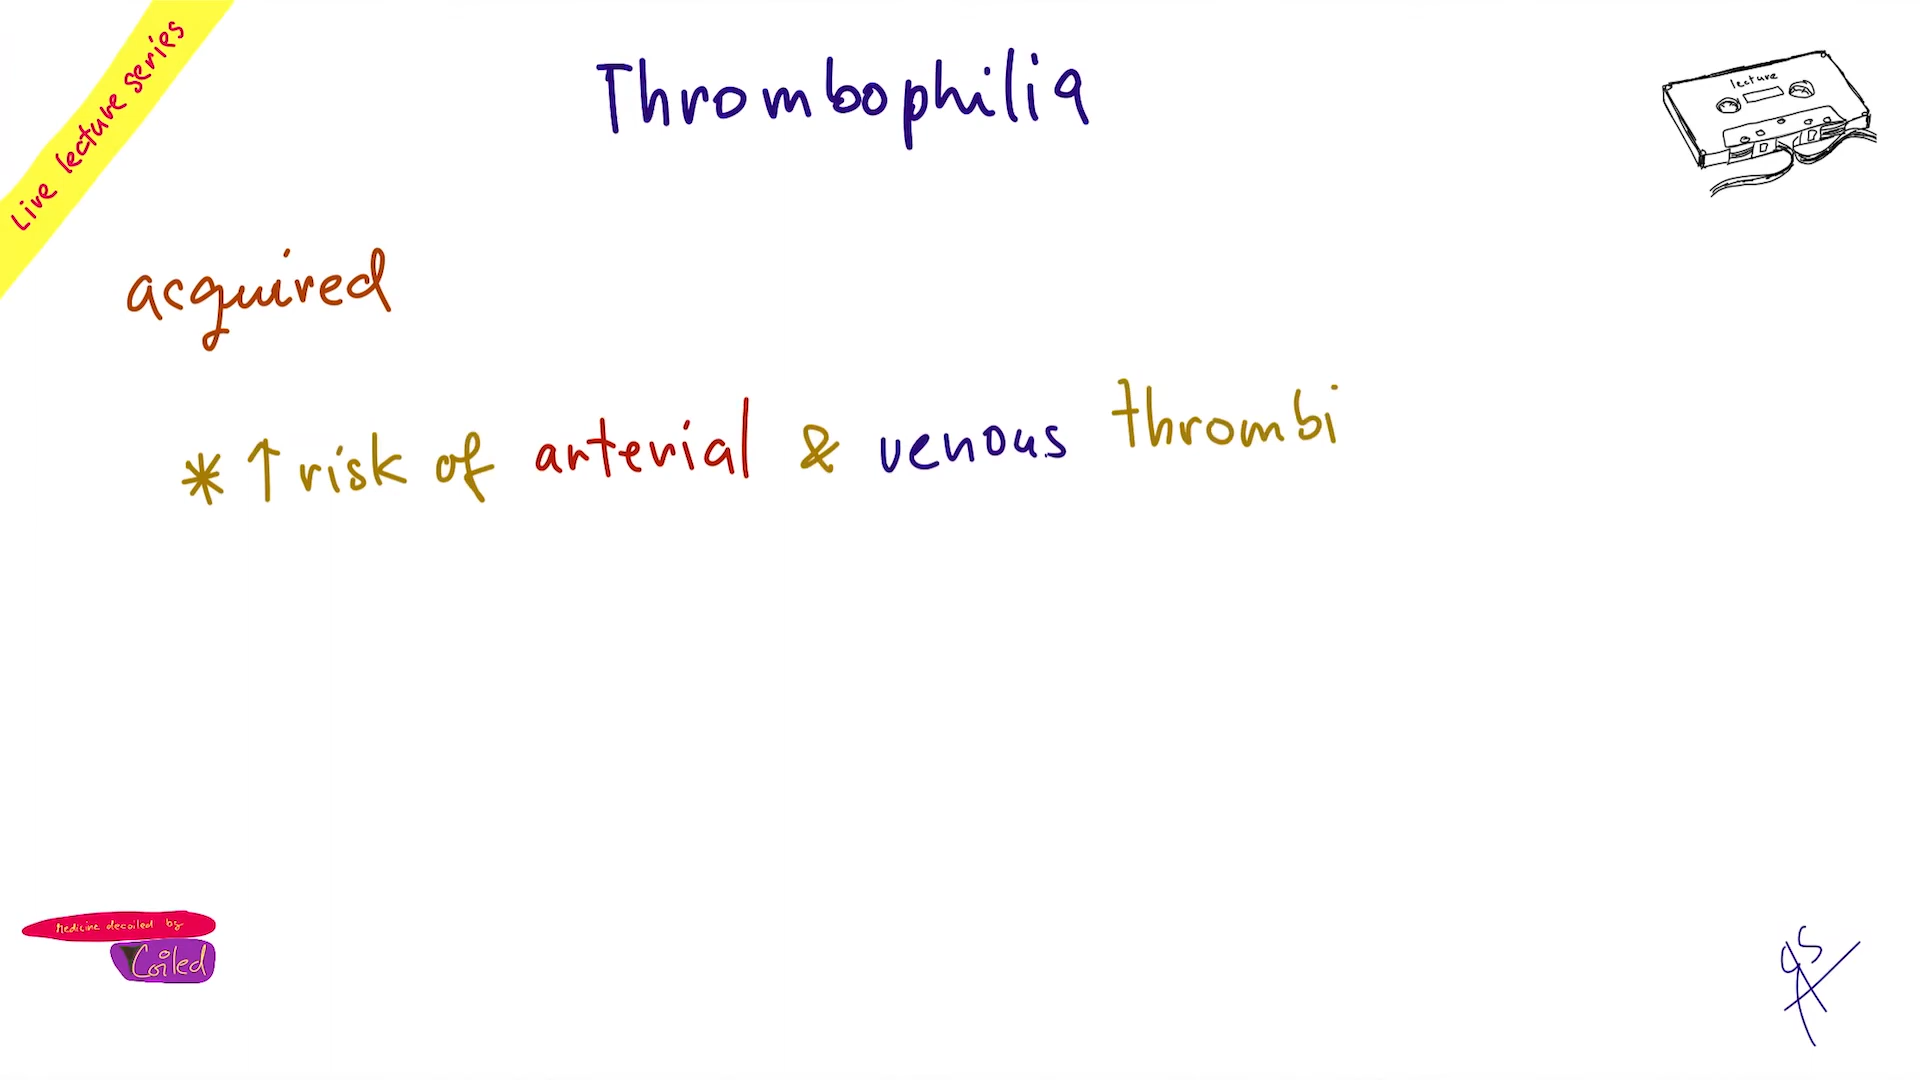 Live lecture series
Thrombophilia
lecture
acquired
* ↑ risk of arterial & venous thrombi
Medicine decoiled by
Coiled